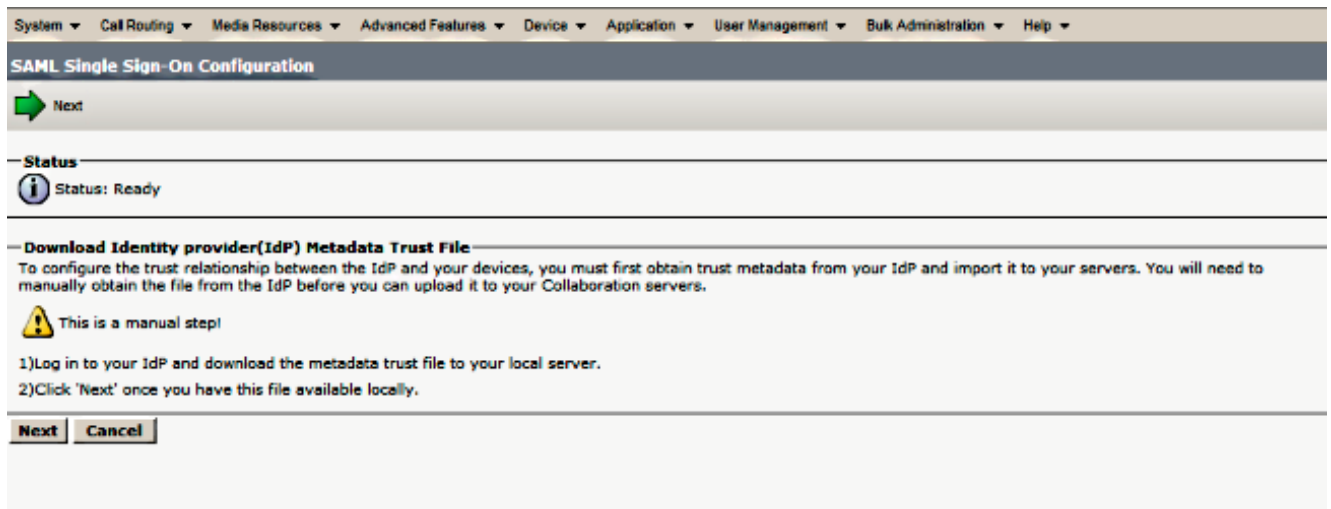 System Call Routing Media Resources Advanced Features Device Application User Management Bulk Administration Help
SAML Single Sign-On Configuration
Next
Status
Status: Ready
Download Identity provider(IdP) Metadata Trust File
To configure the trust relationship between the IdP and your devices, you must first obtain trust metadata from your IdP and import it to your servers. You will need to
manually obtain the file from the IdP before you can upload it to your Collaboration servers.
This is a manual step!
1)Log in to your IdP and download the metadata trust file to your local server.
2)Click 'Next' once you have this file available locally.
Next Cancel